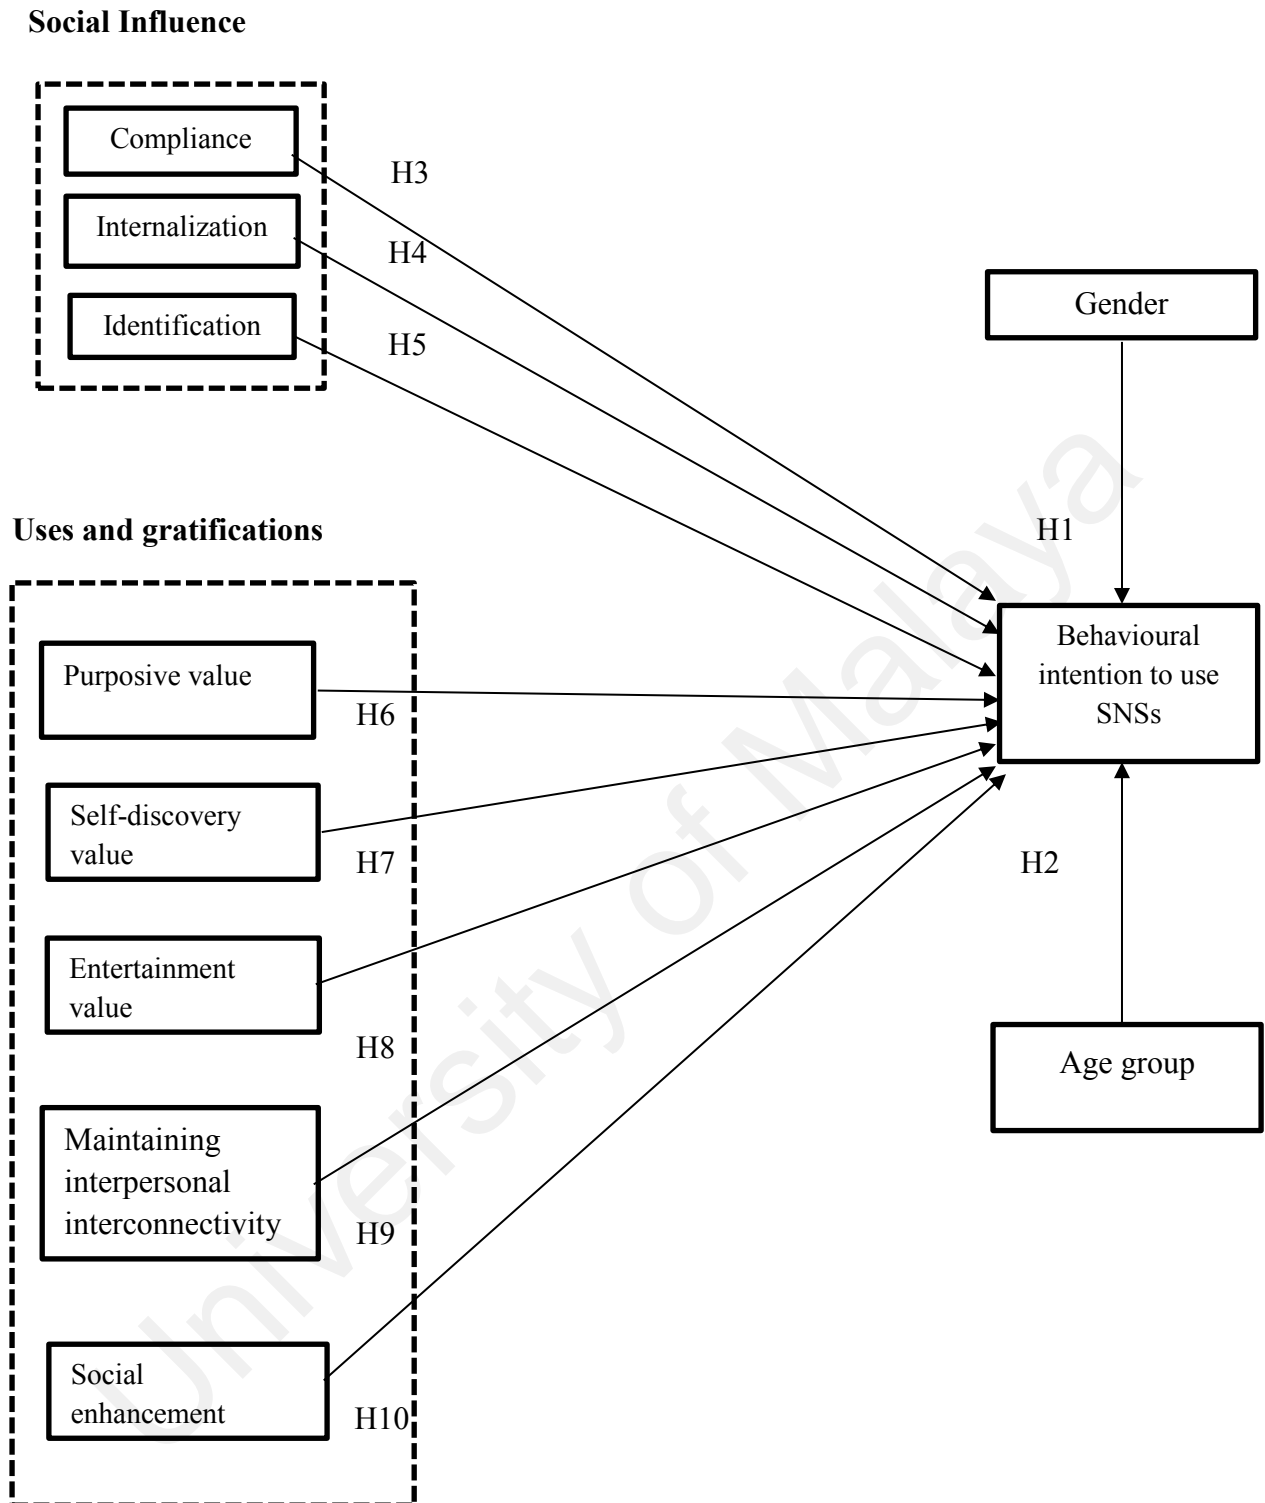 Social Influence
Compliance
H3
Internalization
H4
Identification
H5
Gender
H1
Uses and gratifications
Purposive value
H6
Self-discovery
value
H7
Entertainment
value
H8
Maintaining
interpersonal
interconnectivity
H9
Social
enhancement
H10
Behavioural
intention to use
SNSs
H2
Age group
University of Malaya